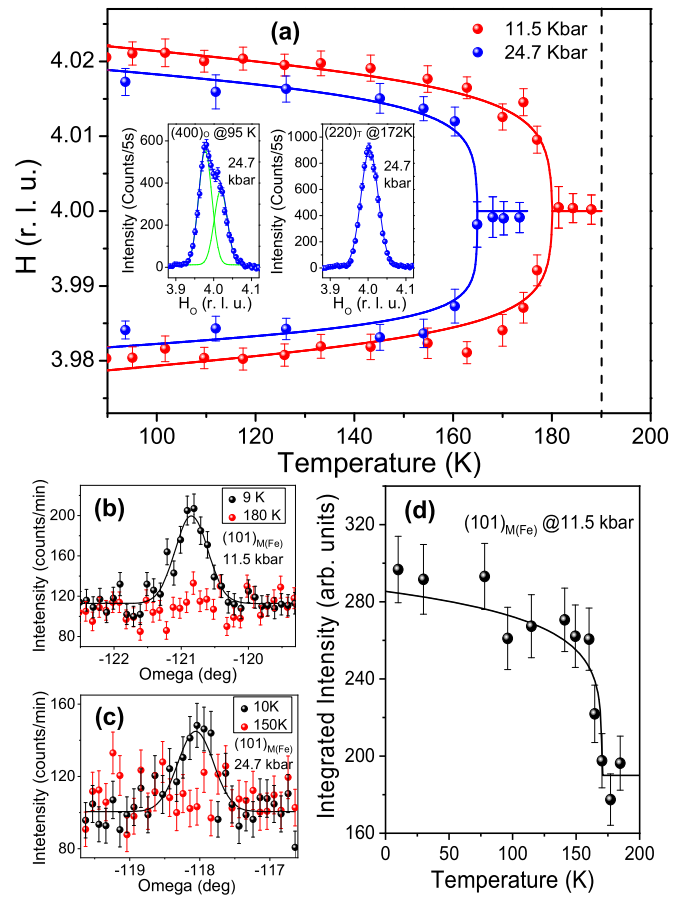 (a)
11.5 Kbar
24.7 Kbar
4.02
4.01
4.00
3.99
3.98
H (r. l. u.)
100 120 140 160 180 200
Temperature (K)
(400)O @95 K
24.7
kbar
600
400
200
0
Intensity (Counts/5s)
3.9 4.0 4.1
HO (r. l. u.)
(220)T @172K
24.7
kbar
1000
800
600
400
200
0
Intensity (Counts/5s)
3.9 4.0 4.1
HO (r. l. u.)
(b)
9 K
180 K
(101)M(Fe)
11.5 kbar
200
160
120
80
Intetensity (counts/min)
-122 -121 -120
Omega (deg)
(c)
10K
150K
(101)M(Fe)
24.7 kbar
160
120
80
Intetensity (counts/min)
-119 -118 -117
Omega (deg)
(d)
(101)M(Fe) @11.5 kbar
320
280
240
200
160
Integrated Intensity (arb. units)
0 50 100 150 200
Temperature (K)